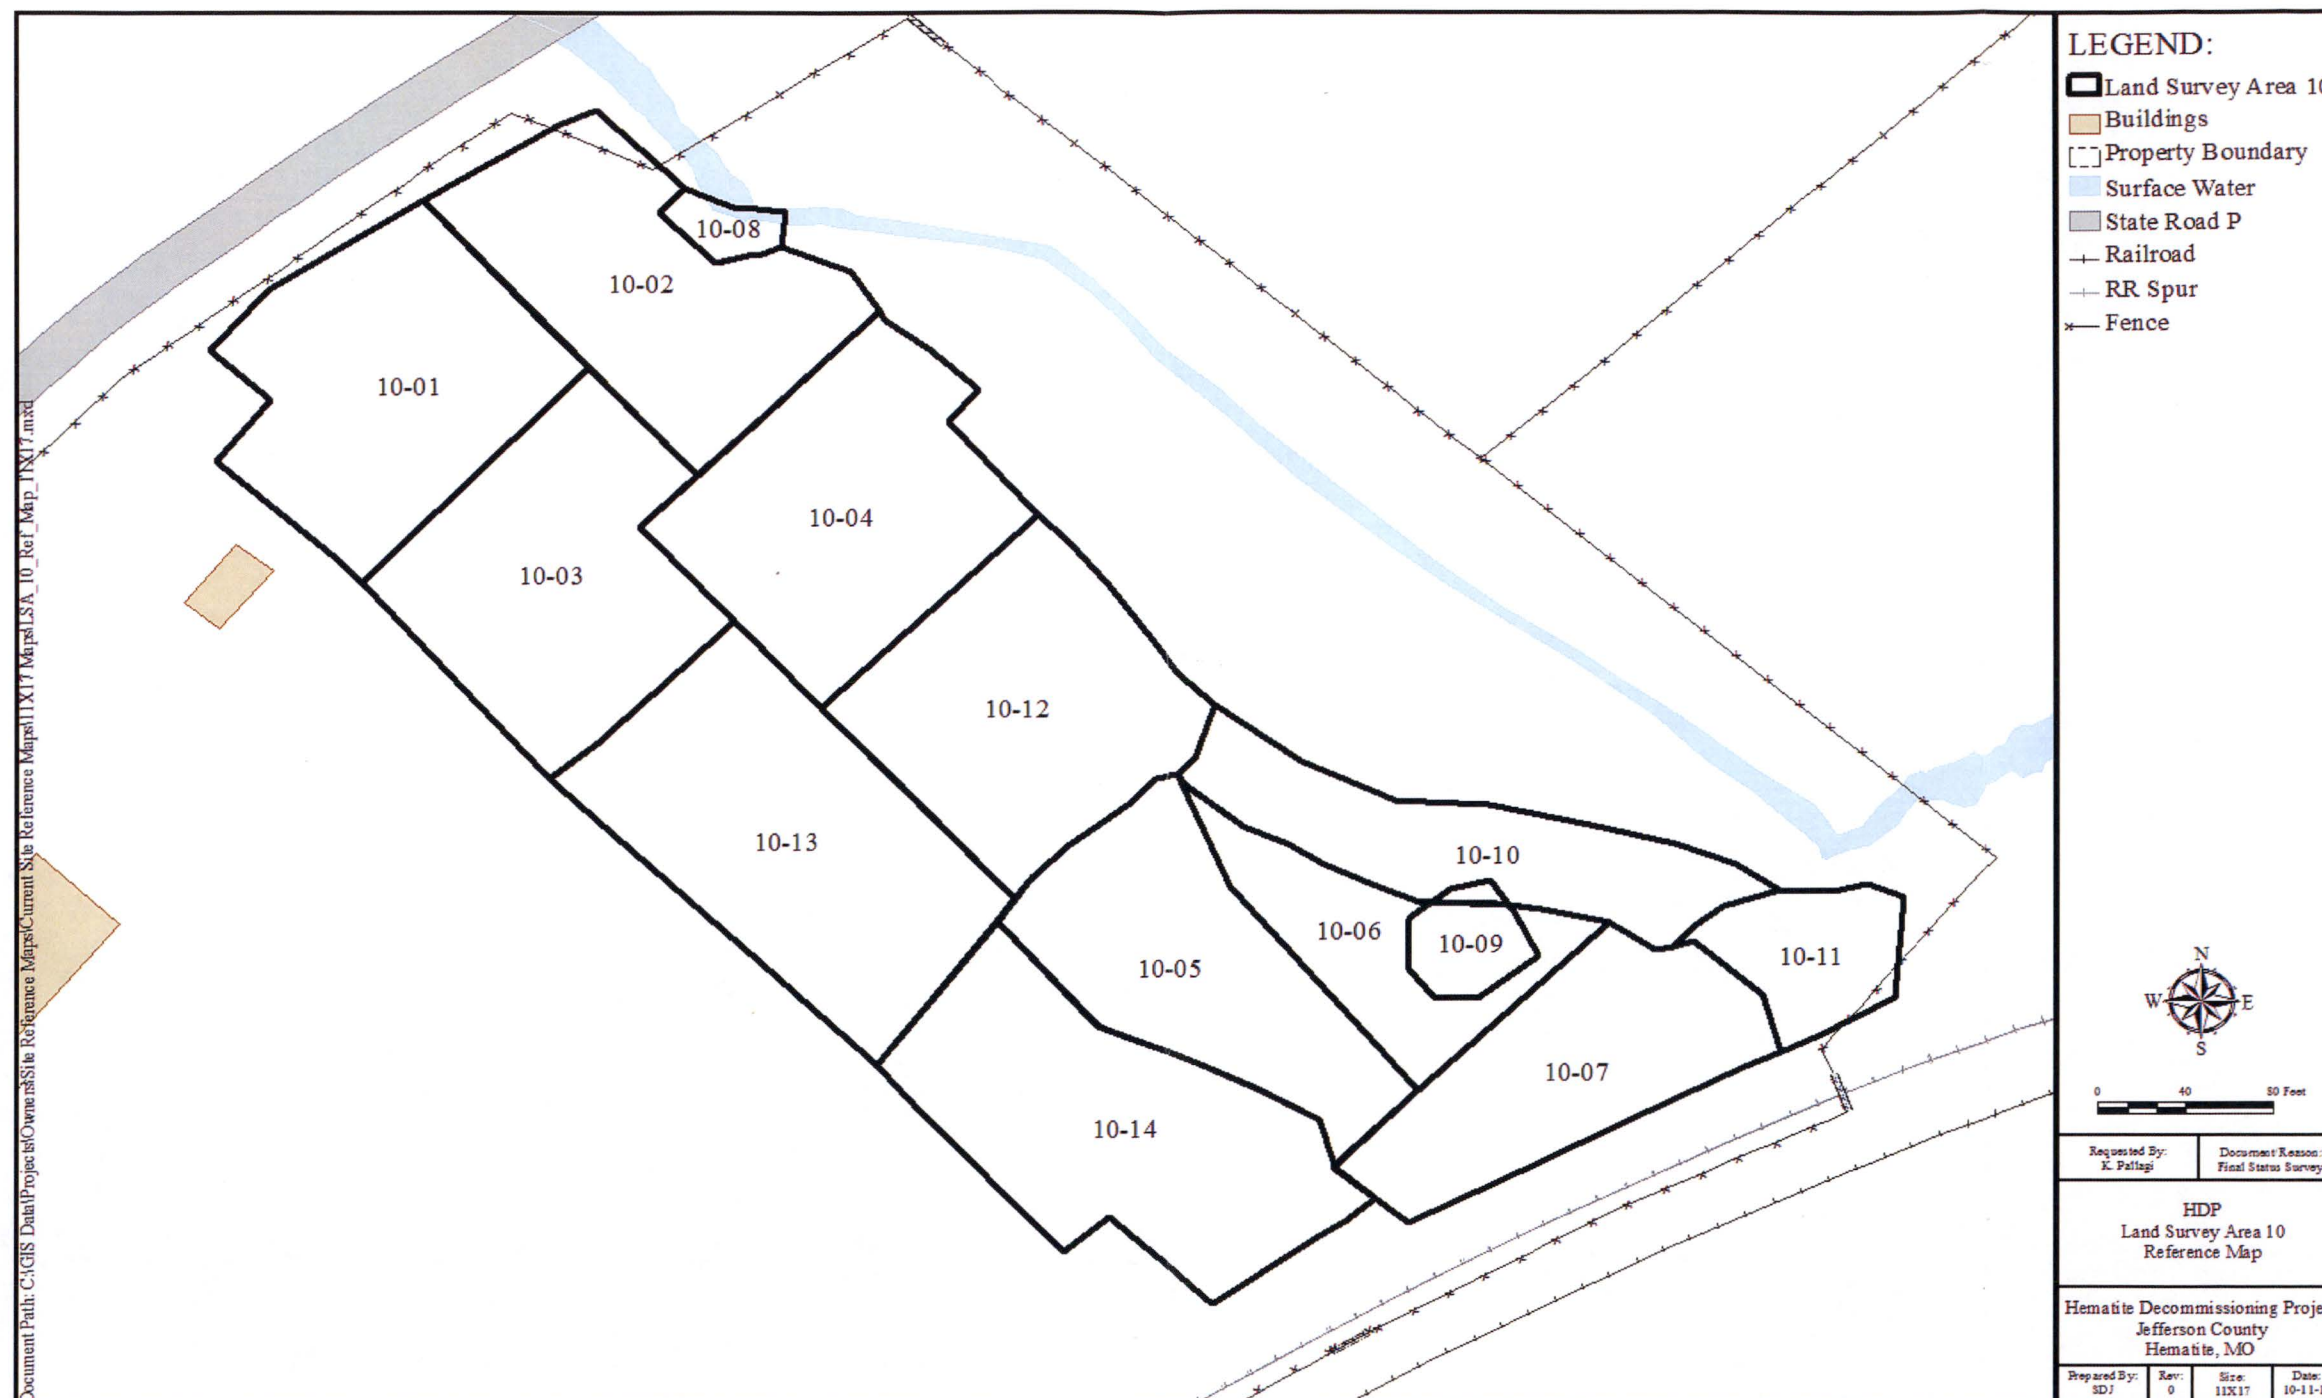 LEGEND:
Land Survey Area 10
Buildings
Property Boundary
Surface Water
State Road P
Railroad
RR Spur
Fence
10-08
10-02
10-01
10-04
10-03
10-12
10-13
10-10
10-06
10-09
10-11
10-05
10-07
10-14
N
W
E
S
0 40 80 Feet
Requested By:
K. Pallagi
Document Reason:
Final Status Survey
HDP
Land Survey Area 10
Reference Map
Hematite Decommissioning Proje
Jefferson County
Hematite, MO
Prepared By:
SDJ
Rev:
0
Size:
11X17
Date:
10-11-
Document Path: C:\GIS Data\Projects\Owners\Site Reference Maps\Current Site Reference Maps\11X17 Maps\LSA_10_Ref_Map_11X17.mxd